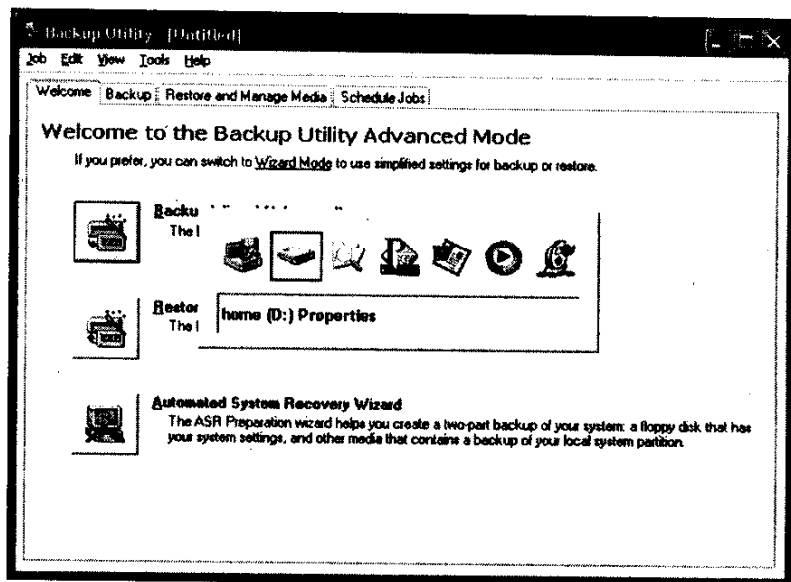 Backup Utility - [Untitled]
Job Edit View Tools Help
Welcome Backup Restore and Manage Media Schedule Jobs
Welcome to the Backup Utility Advanced Mode
If you prefer, you can switch to Wizard Mode to use simplified settings for backup or restore.
Backu
The
home (D:) Properties
Restor
The
Automated System Recovery Wizard
The ASR Preparation wizard helps you create a two-part backup of your system: a floppy disk that has
your system settings, and other media that contains a backup of your local system partition.